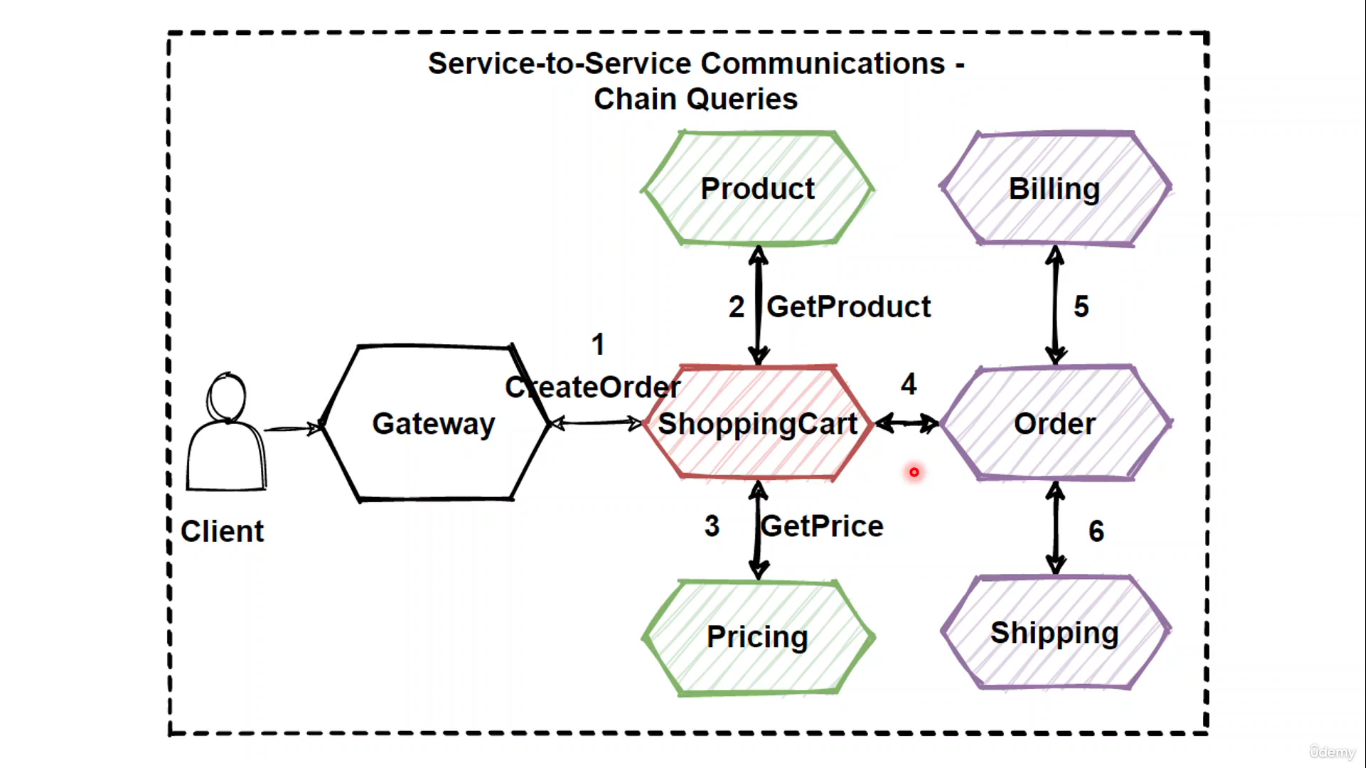 Service-to-Service Communications -
Chain Queries
Product
Billing
2 GetProduct
5
1
CreateOrder
4
Gateway
ShoppingCart
Order
Client
3 GetPrice
6
Pricing
Shipping
ûdemy